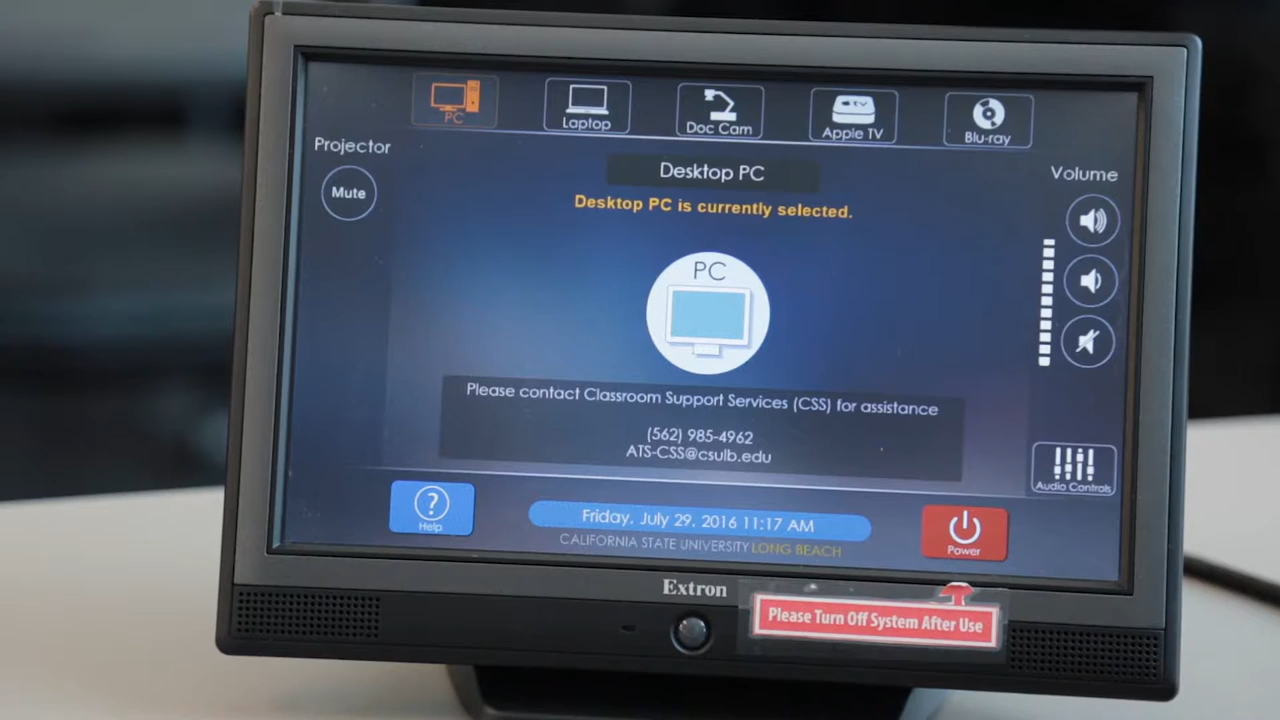 PC
Laptop
Doc Cam
Apple TV
tv
Blu-ray
Projector
Mute
Desktop PC
Desktop PC is currently selected.
Volume
PC
Please contact Classroom Support Services (CSS) for assistance
(562) 985-4962
ATS-CSS@csulb.edu
Audio Controls
? Help
Friday, July 29, 2016 11:17 AM
Power
CALIFORNIA STATE UNIVERSITY LONG BEACH
Extron
Please Turn Off System After Use